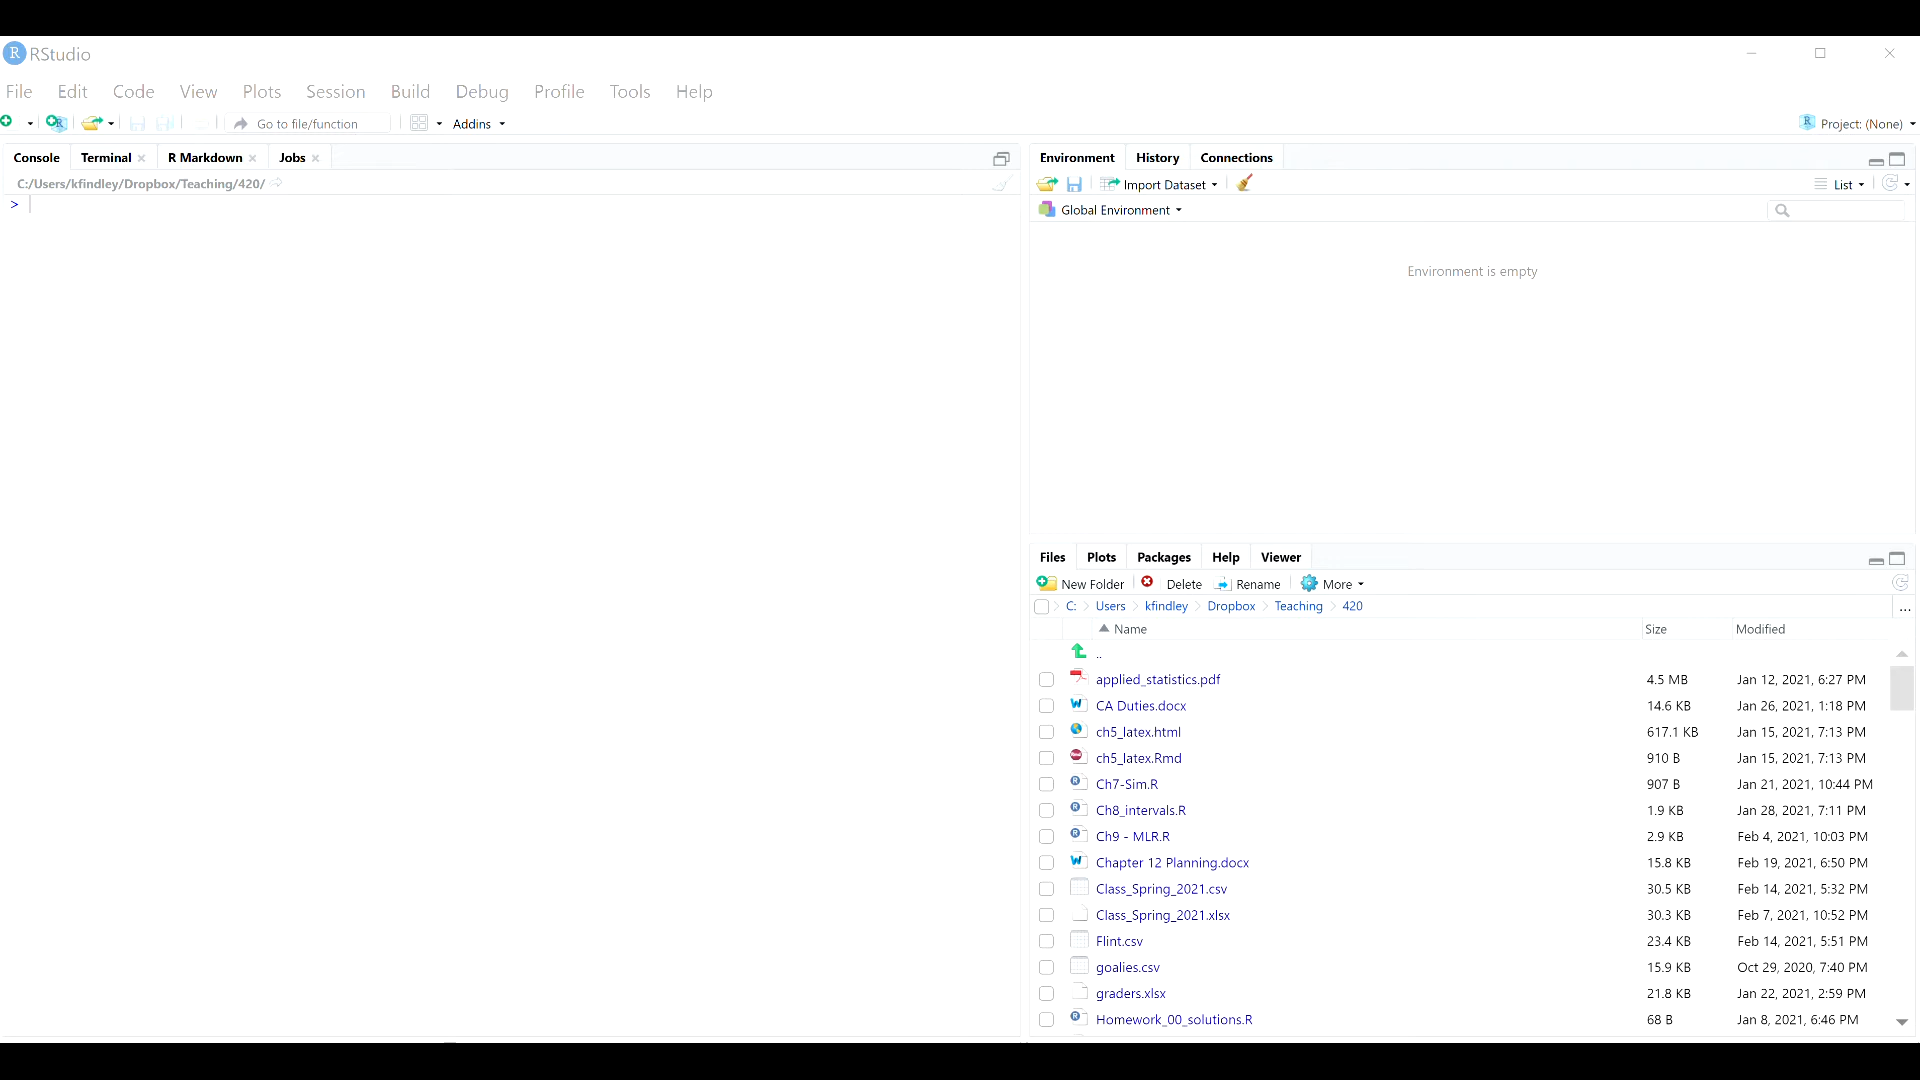 RStudio
File Edit Code View Plots Session Build Debug Profile Tools Help
Go to file/function Addins Project: (None)
Console Terminal R Markdown Jobs
C:/Users/kfindley/Dropbox/Teaching/420/
>
Environment History Connections
Import Dataset List
Global Environment
Environment is empty
Files Plots Packages Help Viewer
New Folder Delete Rename More
C: Users kfindley Dropbox Teaching 420 ...
Name Size Modified
..
applied_statistics.pdf 4.5 MB Jan 12, 2021, 6:27 PM
CA Duties.docx 14.6 KB Jan 26, 2021, 1:18 PM
ch5_latex.html 617.1 KB Jan 15, 2021, 7:13 PM
ch5_latex.Rmd 910 B Jan 15, 2021, 7:13 PM
Ch7-Sim.R 907 B Jan 21, 2021, 10:44 PM
Ch8_intervals.R 1.9 KB Jan 28, 2021, 7:11 PM
Ch9 - MLR.R 2.9 KB Feb 4, 2021, 10:03 PM
Chapter 12 Planning.docx 15.8 KB Feb 19, 2021, 6:50 PM
Class_Spring_2021.csv 30.5 KB Feb 14, 2021, 5:32 PM
Class_Spring_2021.xlsx 30.3 KB Feb 7, 2021, 10:52 PM
Flint.csv 23.4 KB Feb 14, 2021, 5:51 PM
goalies.csv 15.9 KB Oct 29, 2020, 7:40 PM
graders.xlsx 21.8 KB Jan 22, 2021, 2:59 PM
Homework_00_solutions.R 68 B Jan 8, 2021, 6:46 PM